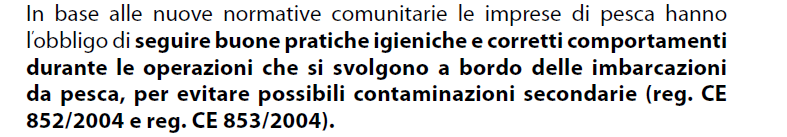 In base alle nuove normative comunitarie le imprese di pesca hanno
l'obbligo di seguire buone pratiche igieniche e corretti comportamenti
durante le operazioni che si svolgono a bordo delle imbarcazioni
da pesca, per evitare possibili contaminazioni secondarie (reg. CE
852/2004 e reg. CE 853/2004).